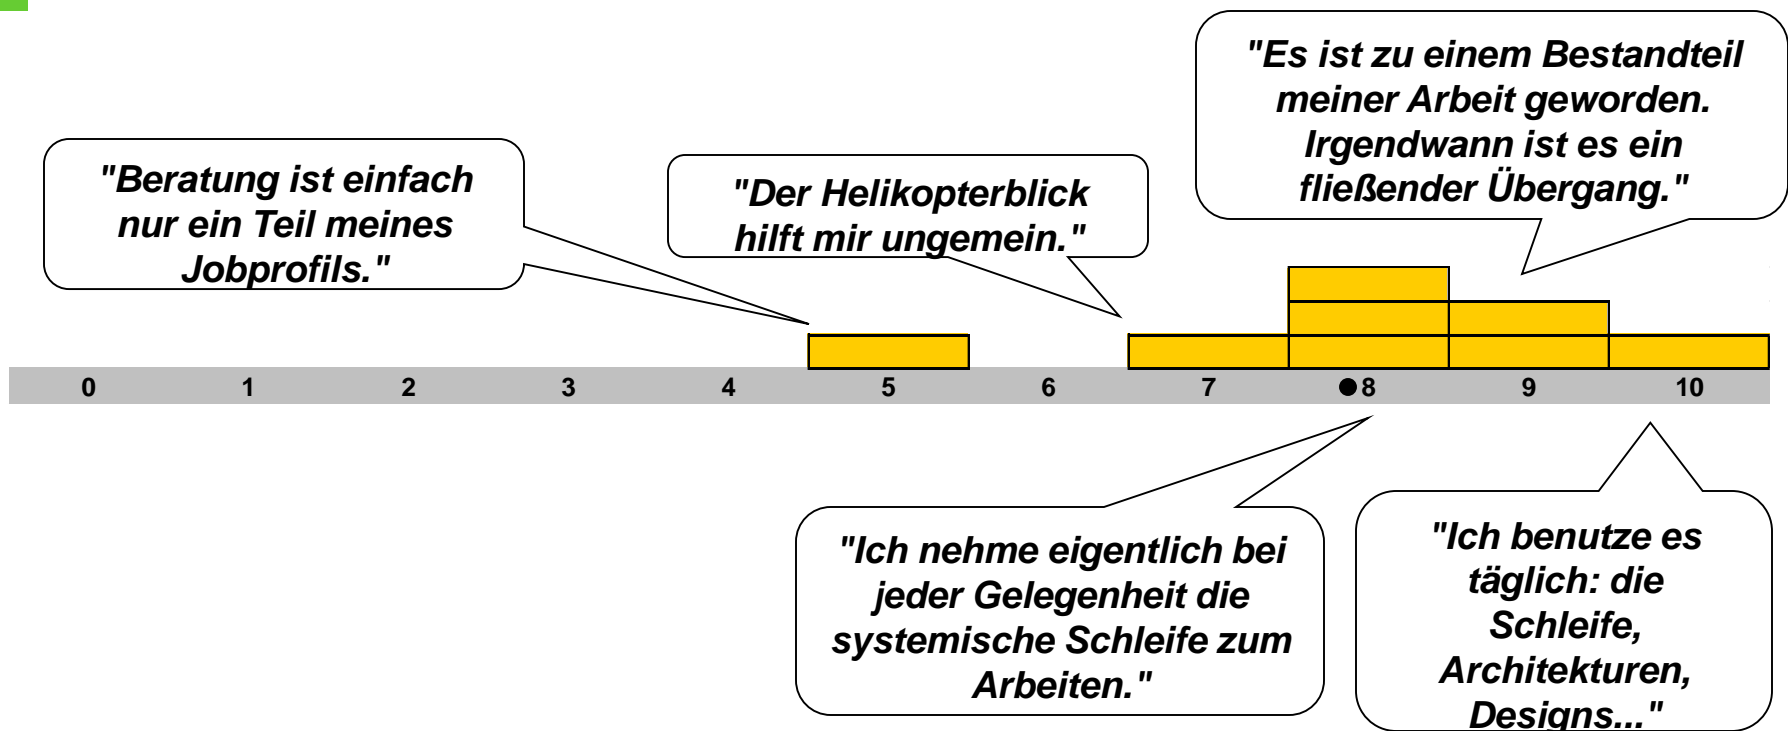 "Es ist zu einem Bestandteil
meiner Arbeit geworden.
Irgendwann ist es ein
fließender Übergang."
"Beratung ist einfach
nur ein Teil meines
Jobprofils."
"Der Helikopterblick
hilft mir ungemein."
0 1 2 3 4 5 6 7 8 9 10
"Ich nehme eigentlich bei
jeder Gelegenheit die
systemische Schleife zum
Arbeiten."
"Ich benutze es
täglich: die
Schleife,
Architekturen,
Designs..."